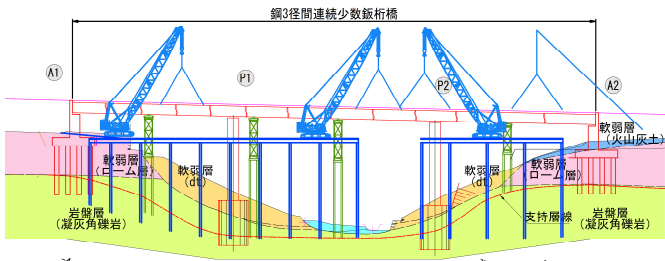 鋼3径間連続少数鈑桁橋
A1
P1
P2
A2
軟弱層
(火山灰土)
軟弱層
(ローム層)
軟弱層
(dt)
軟弱層
(dt)
軟弱層
(ローム層)
岩盤層
(凝灰角礫岩)
支持層線
岩盤層
(凝灰角礫岩)